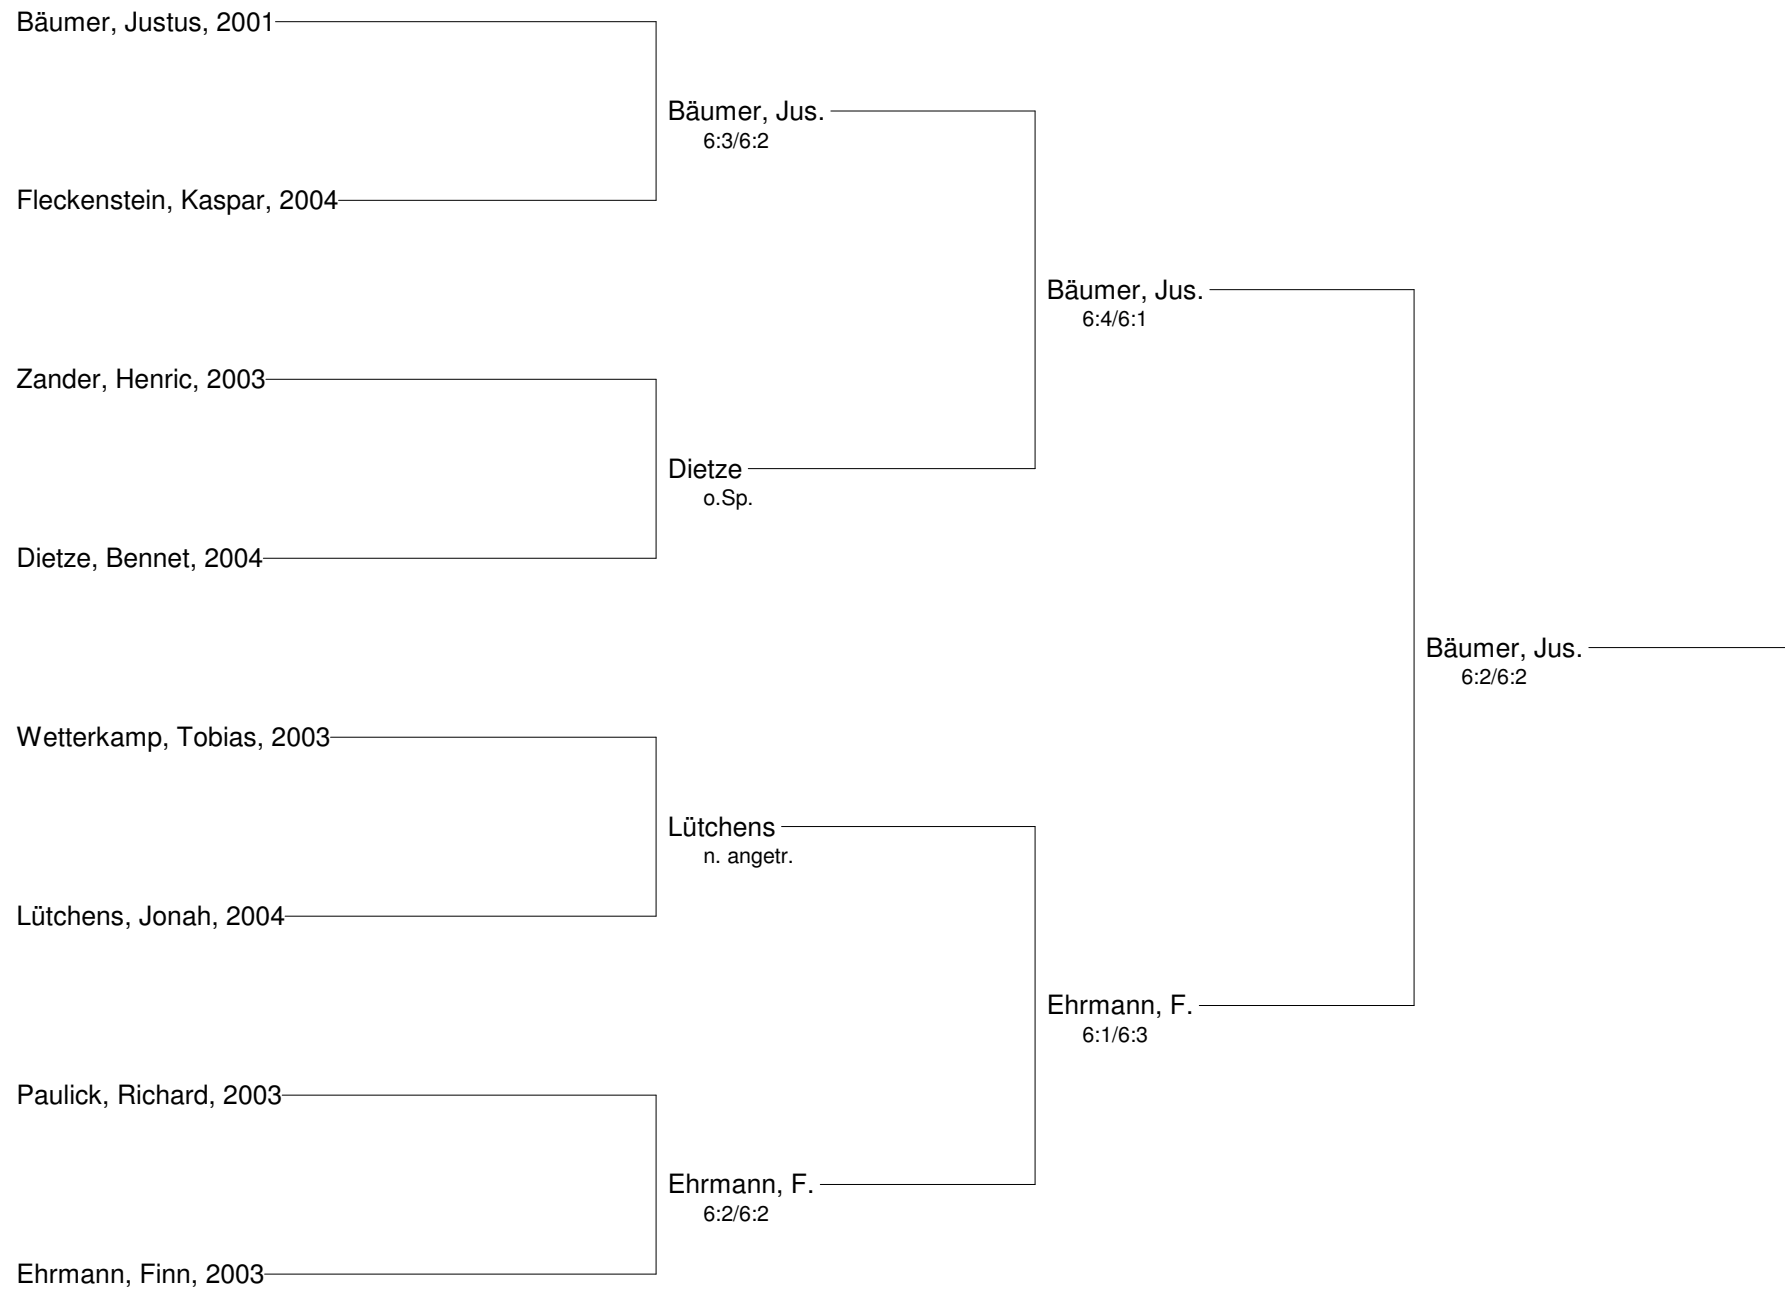 Bäumer, Justus, 2001
Bäumer, Jus.
6:3/6:2
Fleckenstein, Kaspar, 2004
Bäumer, Jus.
6:4/6:1
Zander, Henric, 2003
Dietze
o.Sp.
Dietze, Bennet, 2004
Bäumer, Jus.
6:2/6:2
Wetterkamp, Tobias, 2003
Lütchens
n. angetr.
Lütchens, Jonah, 2004
Ehrmann, F.
6:1/6:3
Paulick, Richard, 2003
Ehrmann, F.
6:2/6:2
Ehrmann, Finn, 2003